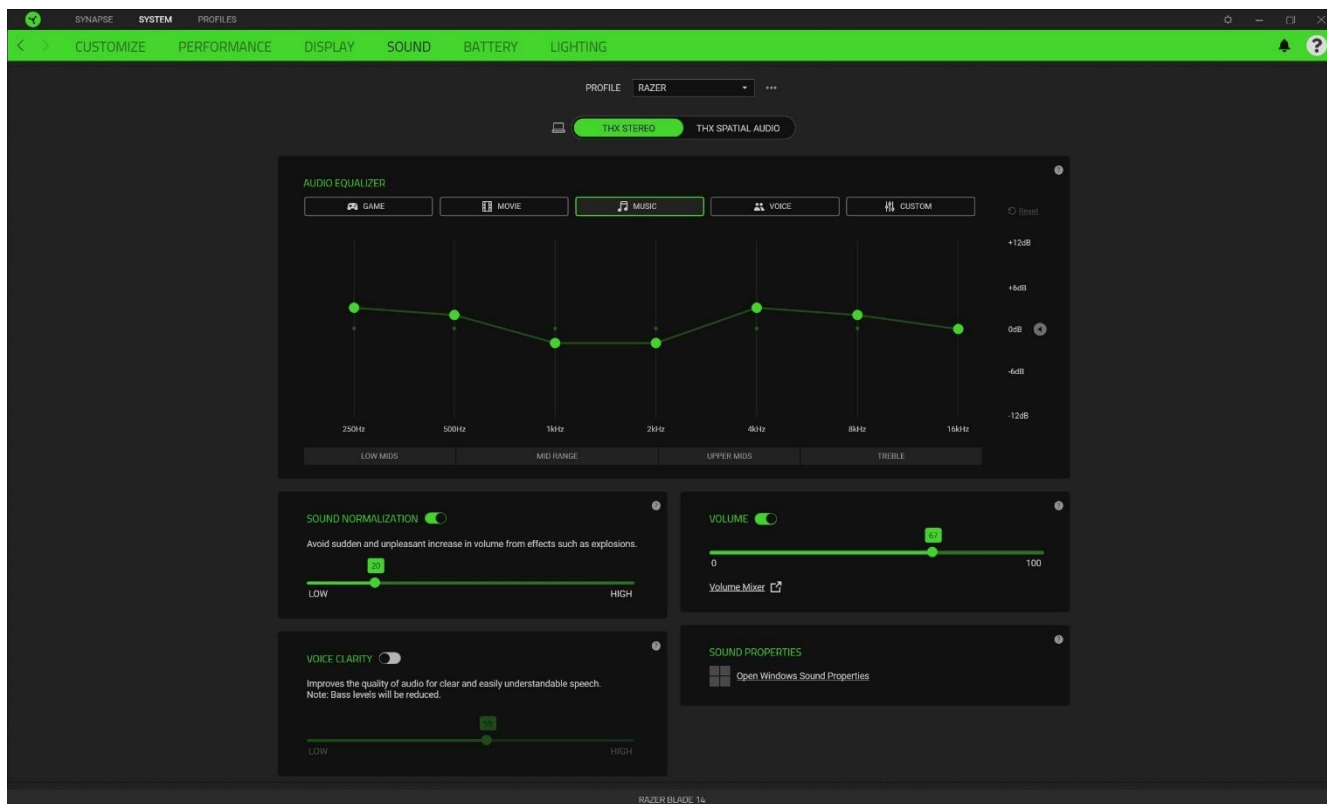 SYNAPSE SYSTEM PROFILES
CUSTOMIZE PERFORMANCE DISPLAY SOUND BATTERY LIGHTING ?
PROFILE RAZER
THX STEREO THX SPATIAL AUDIO
AUDIO EQUALIZER
GAME MOVIE MUSIC VOICE CUSTOM
Reset
+12dB
+6dB
0dB
-6dB
-12dB
250Hz 500Hz 1kHz 2kHz 4kHz 8kHz 16kHz
LOW MIDS MID RANGE UPPER MIDS TREBLE
SOUND NORMALIZATION
Avoid sudden and unpleasant increase in volume from effects such as explosions.
20
LOW HIGH
VOLUME
67
0 100
Volume Mixer
VOICE CLARITY
Improves the quality of audio for clear and easily understandable speech.
Note: Bass levels will be reduced.
LOW HIGH
SOUND PROPERTIES
Open Windows Sound Properties
RAZER BLADE 14